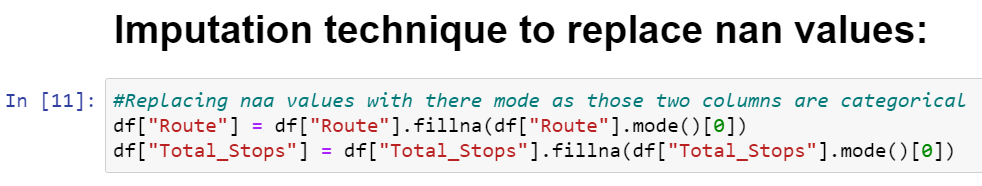 Imputation technique to replace nan values:
In [11]: #Replacing naa values with there mode as those two columns are categorical
df["Route"] = df["Route"].fillna(df["Route"].mode()[0])
df["Total_Stops"] = df["Total_Stops"].fillna(df["Total_Stops"].mode()[0])